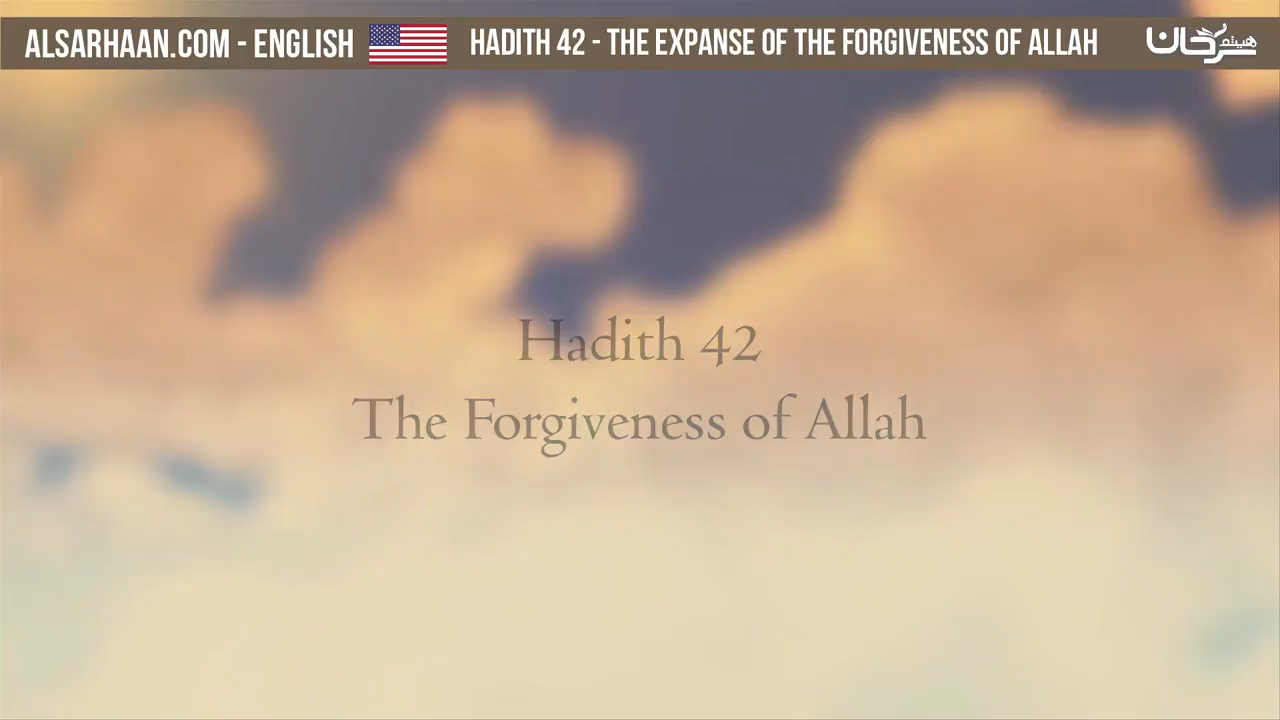 ALSARHAAN.COM - ENGLISH
HADITH 42 - THE EXPANSE OF THE FORGIVENESS OF ALLAH
هيثم سرحان
Hadith 42
The Forgiveness of Allah